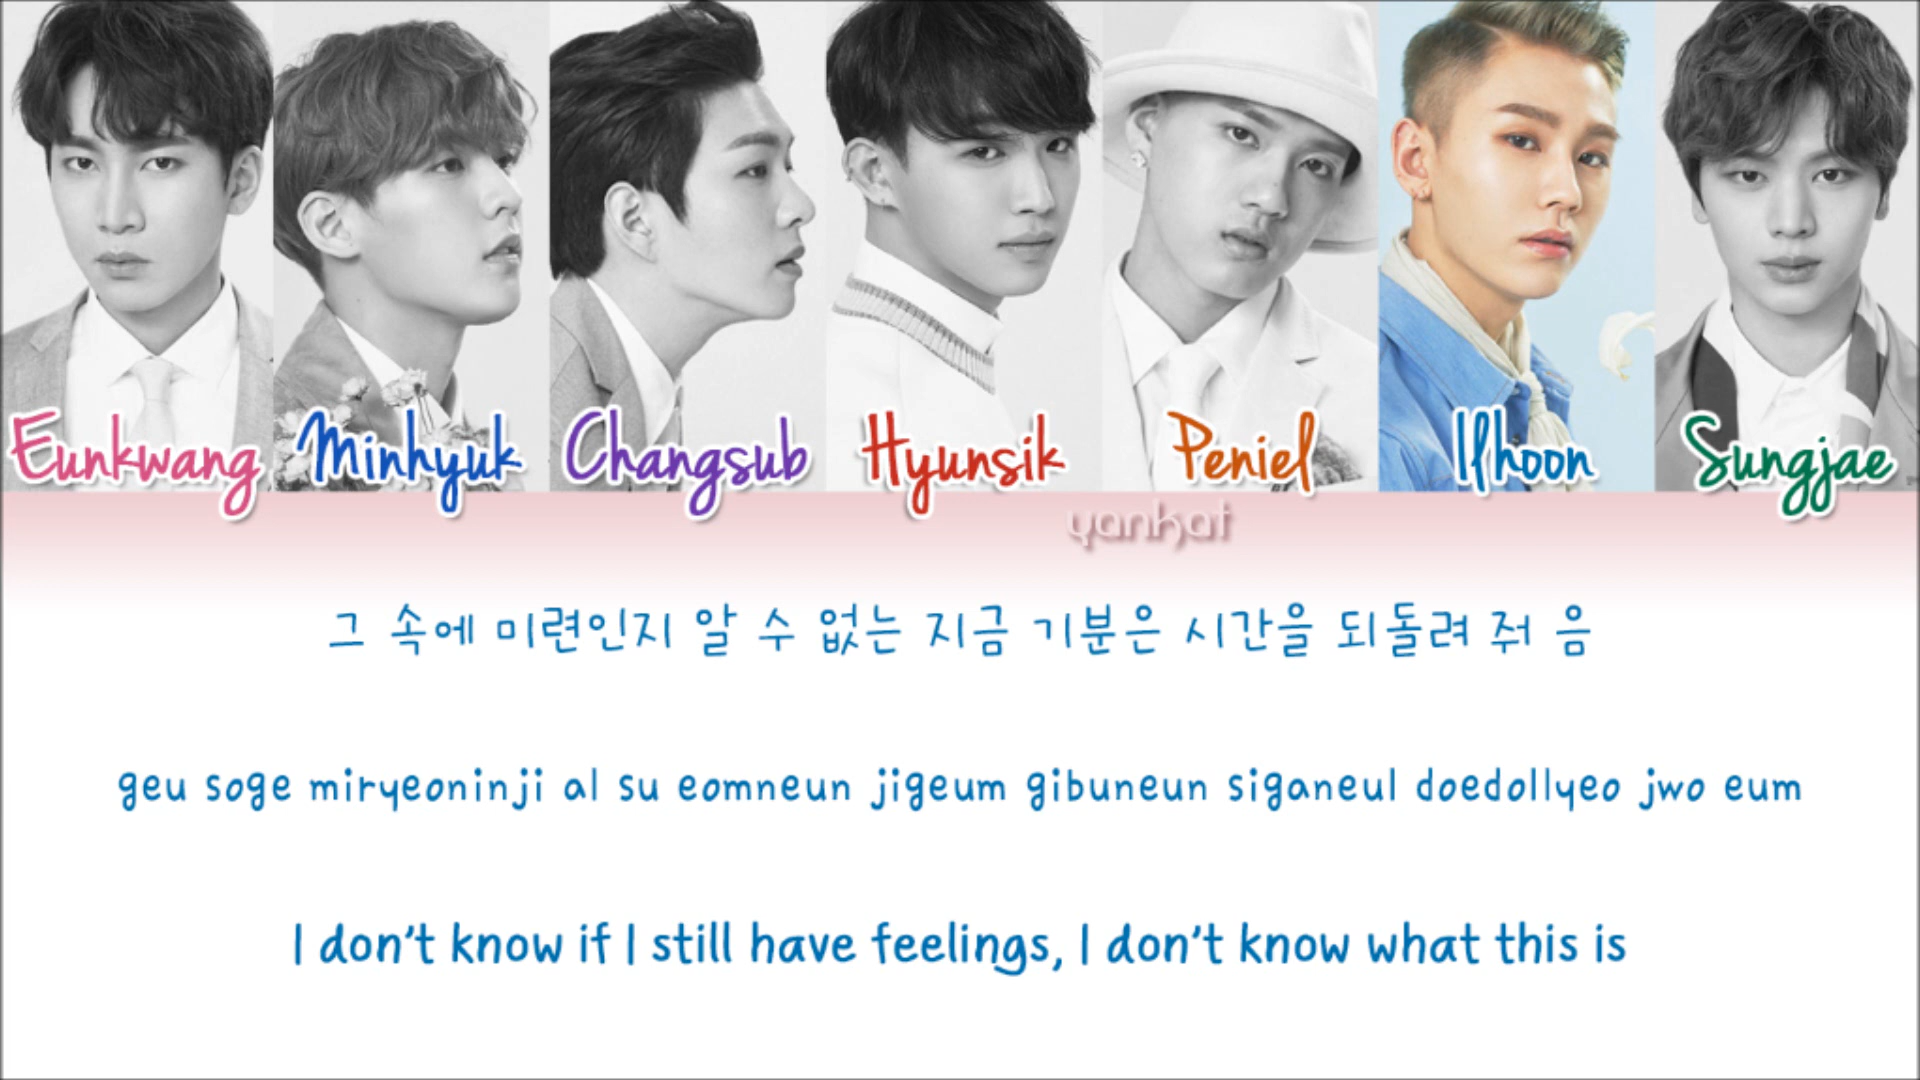 Eunkwang Minhyuk Changsub Hyunsik Peniel Ilhoon Sungjae
yankat
그 속에 미련인지 알 수 없는 지금 기분은 시간을 되돌려 줘 음
geu soge miryeoninji al su eomneun jigeum gibuneun siganeul doedollyeo jwo eum
I don't know if I still have feelings, I don't know what this is